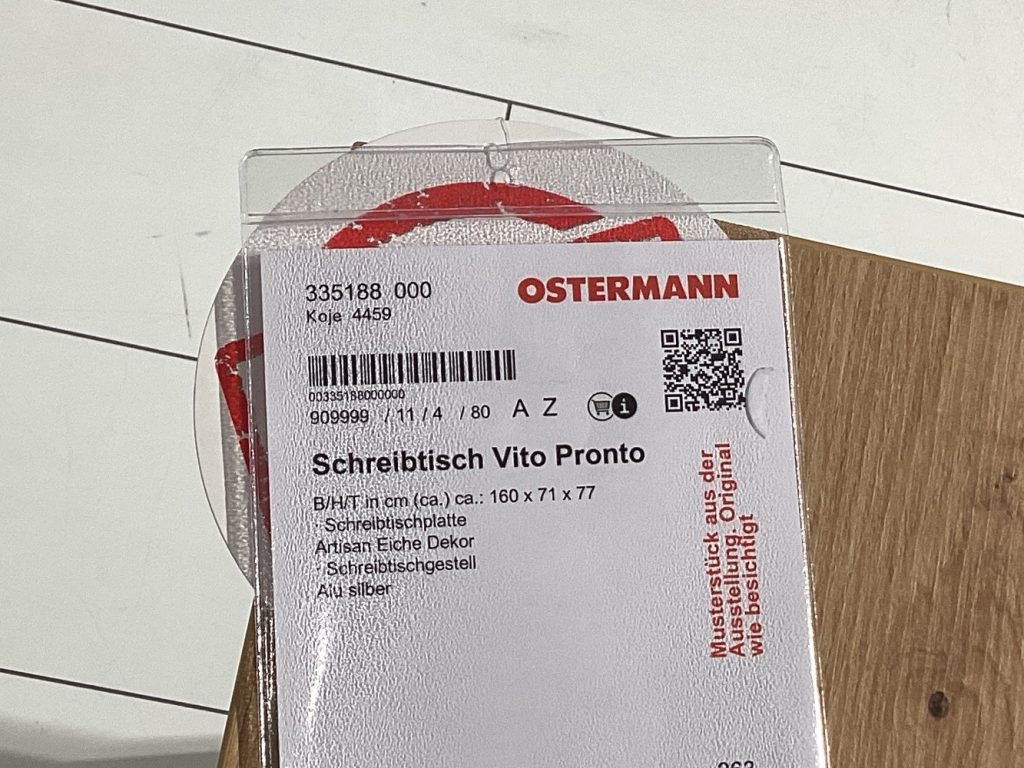 335188 000
OSTERMANN
Koje 4459
00335188000000
909999 / 11 / 4 / 80 A Z
Schreibtisch Vito Pronto
B/H/T in cm (ca.) ca.: 160 x 71 x 77
· Schreibtischplatte
Artisan Eiche Dekor
· Schreibtischgestell
Alu silber
Musterstück aus der
Ausstellung. Original
wie besichtigt